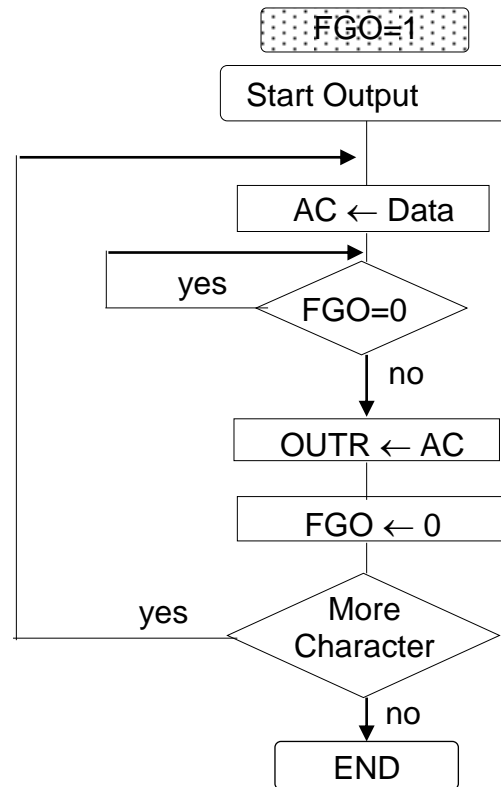 FGO=1
Start Output
AC ← Data
yes
FGO=0
no
OUTR ← AC
FGO ← 0
yes
More
Character
no
END